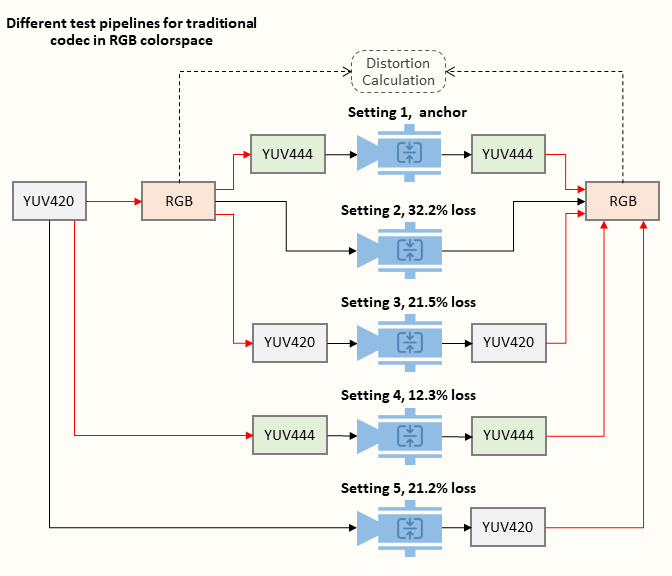 Different test pipelines for traditional
codec in RGB colorspace
Distortion
Calculation
Setting 1, anchor
YUV444
YUV444
YUV420
RGB
RGB
Setting 2, 32.2% loss
Setting 3, 21.5% loss
YUV420
YUV420
Setting 4, 12.3% loss
YUV444
YUV444
Setting 5, 21.2% loss
YUV420